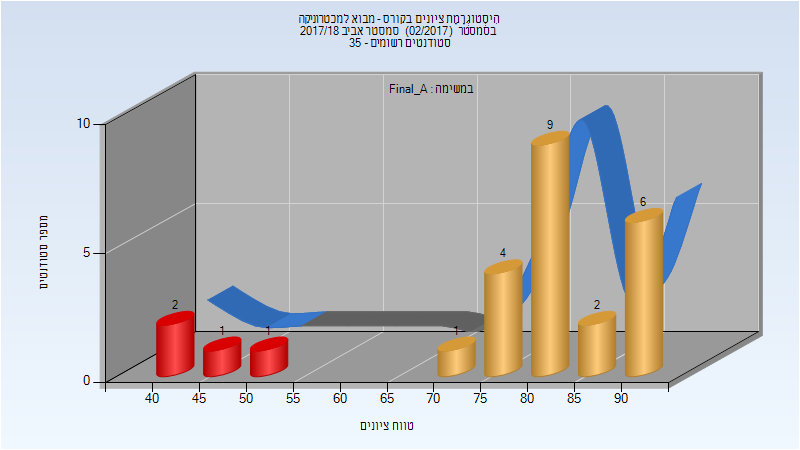 היסטוגרמת ציונים בקורס - מבוא למכטרוניקה
בסמסטר (02/2017) סמסטר אביב 2017/18
סטודנטים רשומים - 35
במשימה : Final_A
מספר סטודנטים
10
5
0
2
1
1
1
4
9
2
6
40 45 50 55 60 65 70 75 80 85 90
טווח ציונים